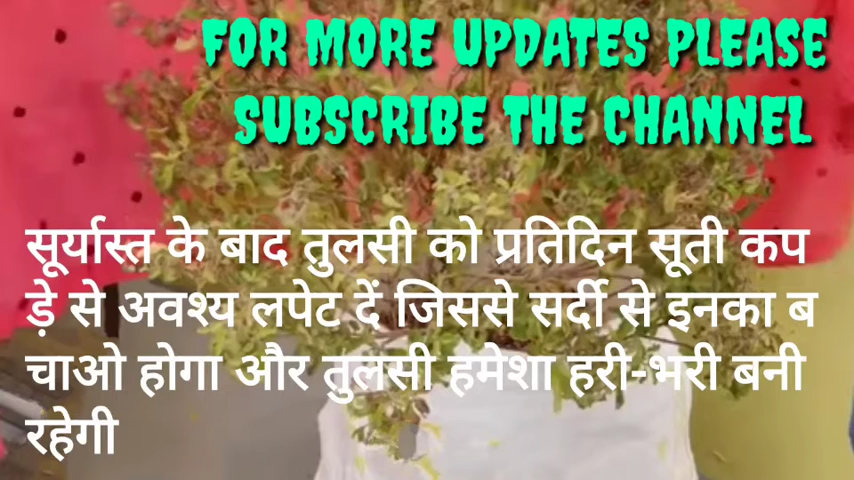 FOR MORE UPDATES PLEASE
SUBSCRIBE THE CHANNEL
सूर्यास्त के बाद तुलसी को प्रतिदिन सूती कप
ड़े से अवश्य लपेट दें जिससे सर्दी से इनका ब
चाओ होगा और तुलसी हमेशा हरी-भरी बनी
रहेगी